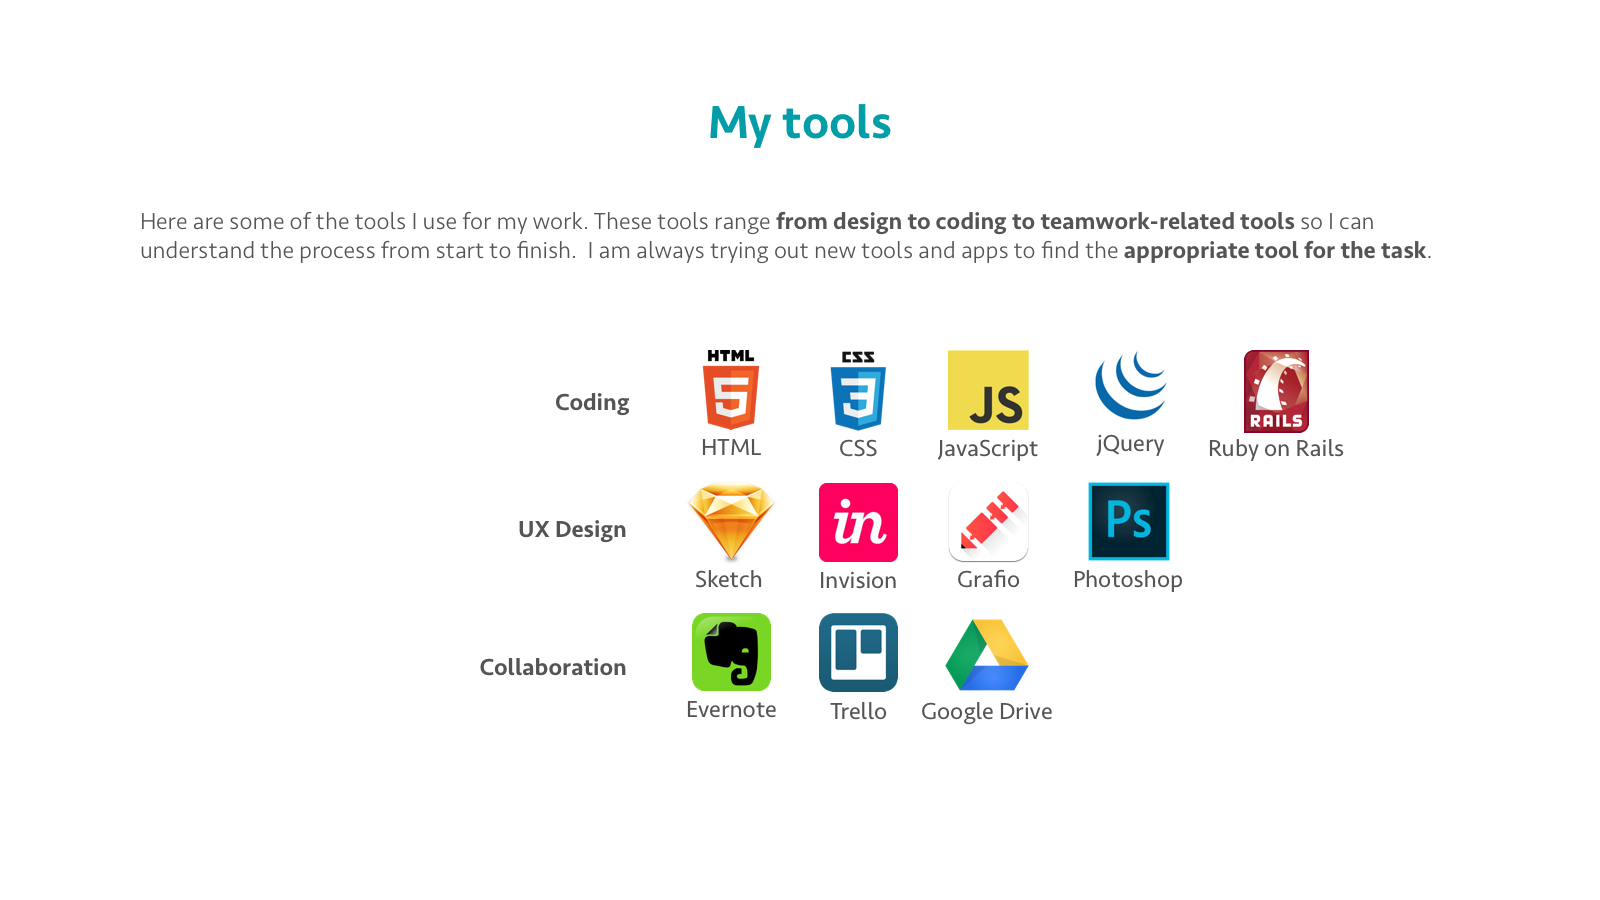 My tools
Here are some of the tools I use for my work. These tools range from design to coding to teamwork-related tools so I can
understand the process from start to finish.  I am always trying out new tools and apps to find the appropriate tool for the task.
HTML
5
CSS
3
JS
RAILS
Coding
HTML
CSS
JavaScript
jQuery
Ruby on Rails
in
Ps
UX Design
Sketch
Invision
Grafio
Photoshop
Collaboration
Evernote
Trello
Google Drive